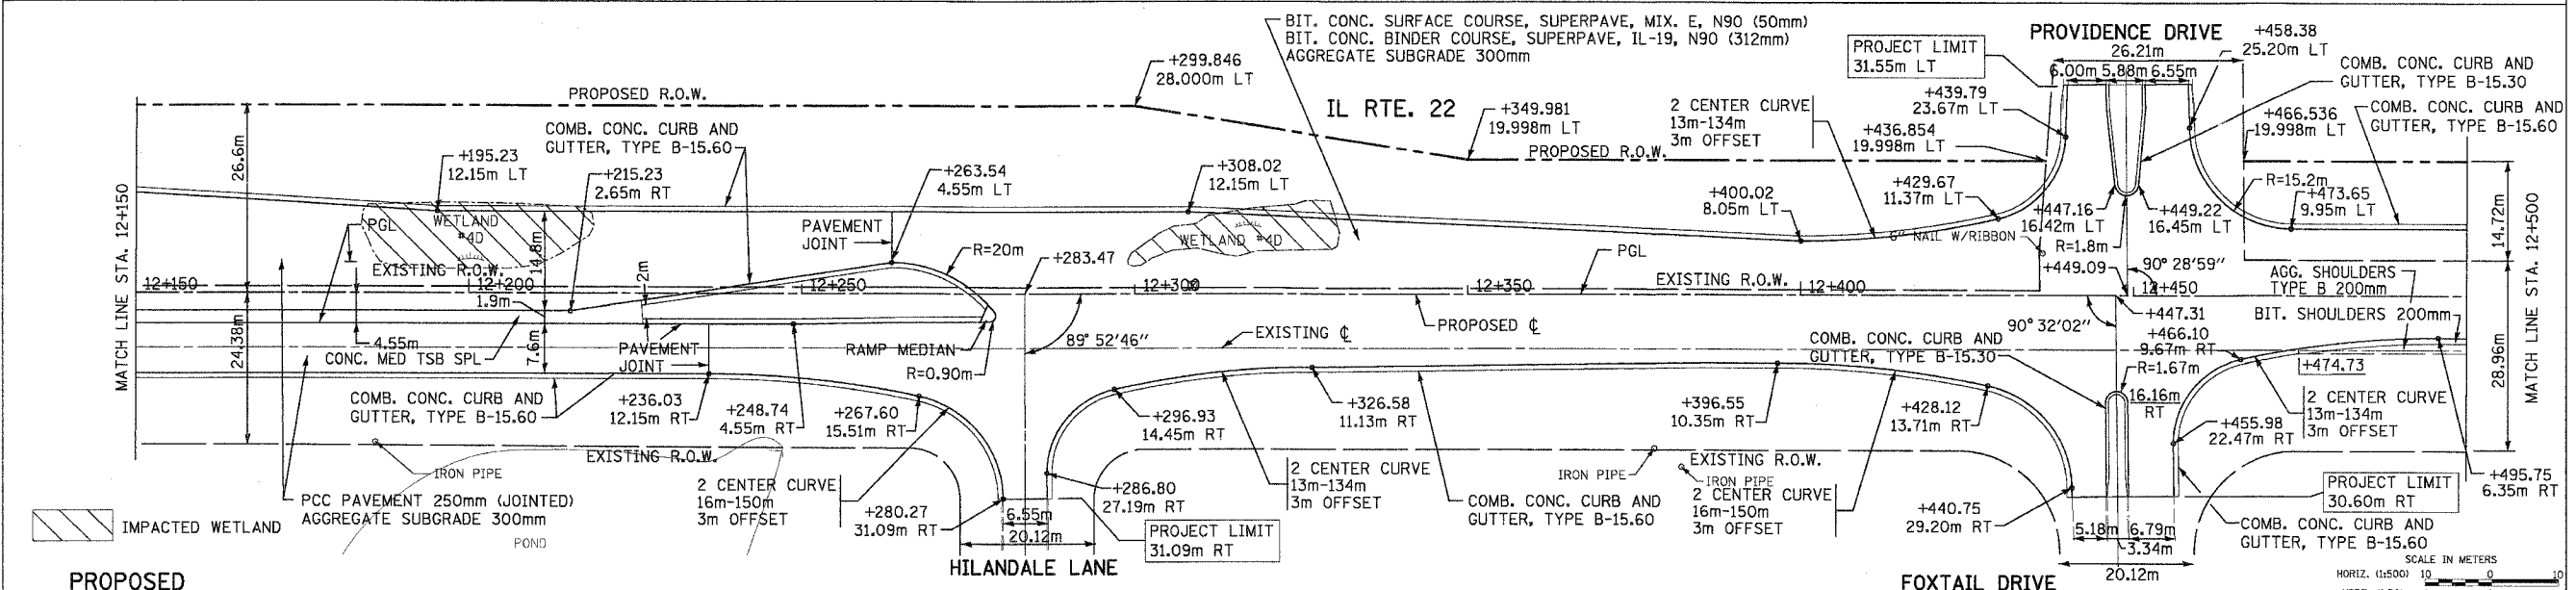 BIT. CONC. SURFACE COURSE, SUPERPAVE, MIX. E, N90 (50mm)
BIT. CONC. BINDER COURSE, SUPERPAVE, IL-19, N90 (312mm)
AGGREGATE SUBGRADE 300mm
PROVIDENCE DRIVE
26.21m
+458.38
25.20m LT
PROJECT LIMIT
31.55m LT
6.00m
5.88m
6.55m
COMB. CONC. CURB AND
GUTTER, TYPE B-15.30
+299.846
28.000m LT
PROPOSED R.O.W.
IL RTE. 22
+349.981
19.998m LT
2 CENTER CURVE
13m-134m
3m OFFSET
+439.79
23.67m LT
+436.854
19.998m LT
+466.536
19.998m LT
COMB. CONC. CURB AND
GUTTER, TYPE B-15.60
PROPOSED R.O.W.
COMB. CONC. CURB AND
GUTTER, TYPE B-15.60
+195.23
12.15m LT
+215.23
2.65m RT
+263.54
4.55m LT
+308.02
12.15m LT
+400.02
8.05m LT
+429.67
11.37m LT
R=15.2m
+473.65
9.95m LT
+447.16
16.42m LT
+449.22
16.45m LT
R=1.8m
26.6m
MATCH LINE STA. 12+150
PGL
WETLAND
#4D
14.8m
PAVEMENT
JOINT
R=20m
WETLAND #4D
6" NAIL W/RIBBON
PGL
14.72m
MATCH LINE STA. 12+500
EXISTING R.O.W.
2m
+283.47
EXISTING R.O.W.
+449.09
90° 28'59"
AGG. SHOULDERS
TYPE B 200mm
12+150
12+200
12+250
12+300
12+350
12+400
12+450
1.9m
+447.31
BIT. SHOULDERS 200mm
24.38m
4.55m
CONC. MED TSB SPL
7.6m
PAVEMENT
JOINT
RAMP MEDIAN
R=0.90m
89° 52'46"
EXISTING ℄
PROPOSED ℄
90° 32'02"
COMB. CONC. CURB AND
GUTTER, TYPE B-15.30
+466.10
9.67m RT
R=1.67m
+474.73
28.96m
COMB. CONC. CURB AND
GUTTER, TYPE B-15.60
+236.03
12.15m RT
+248.74
4.55m RT
+267.60
15.51m RT
+296.93
14.45m RT
+326.58
11.13m RT
+396.55
10.35m RT
+428.12
13.71m RT
16.16m
RT
+455.98
22.47m RT
2 CENTER CURVE
13m-134m
3m OFFSET
IRON PIPE
EXISTING R.O.W.
IRON PIPE
EXISTING R.O.W.
IRON PIPE
PCC PAVEMENT 250mm (JOINTED)
AGGREGATE SUBGRADE 300mm
2 CENTER CURVE
16m-150m
3m OFFSET
+280.27
31.09m RT
+286.80
27.19m RT
2 CENTER CURVE
13m-134m
3m OFFSET
COMB. CONC. CURB AND
GUTTER, TYPE B-15.60
2 CENTER CURVE
16m-150m
3m OFFSET
+440.75
29.20m RT
PROJECT LIMIT
30.60m RT
+495.75
6.35m RT
IMPACTED WETLAND
POND
6.55m
20.12m
PROJECT LIMIT
31.09m RT
5.18m
6.79m
3.34m
20.12m
COMB. CONC. CURB AND
GUTTER, TYPE B-15.60
PROPOSED
HILANDALE LANE
FOXTAIL DRIVE
SCALE IN METERS
HORIZ. (1:500) 10 0 10